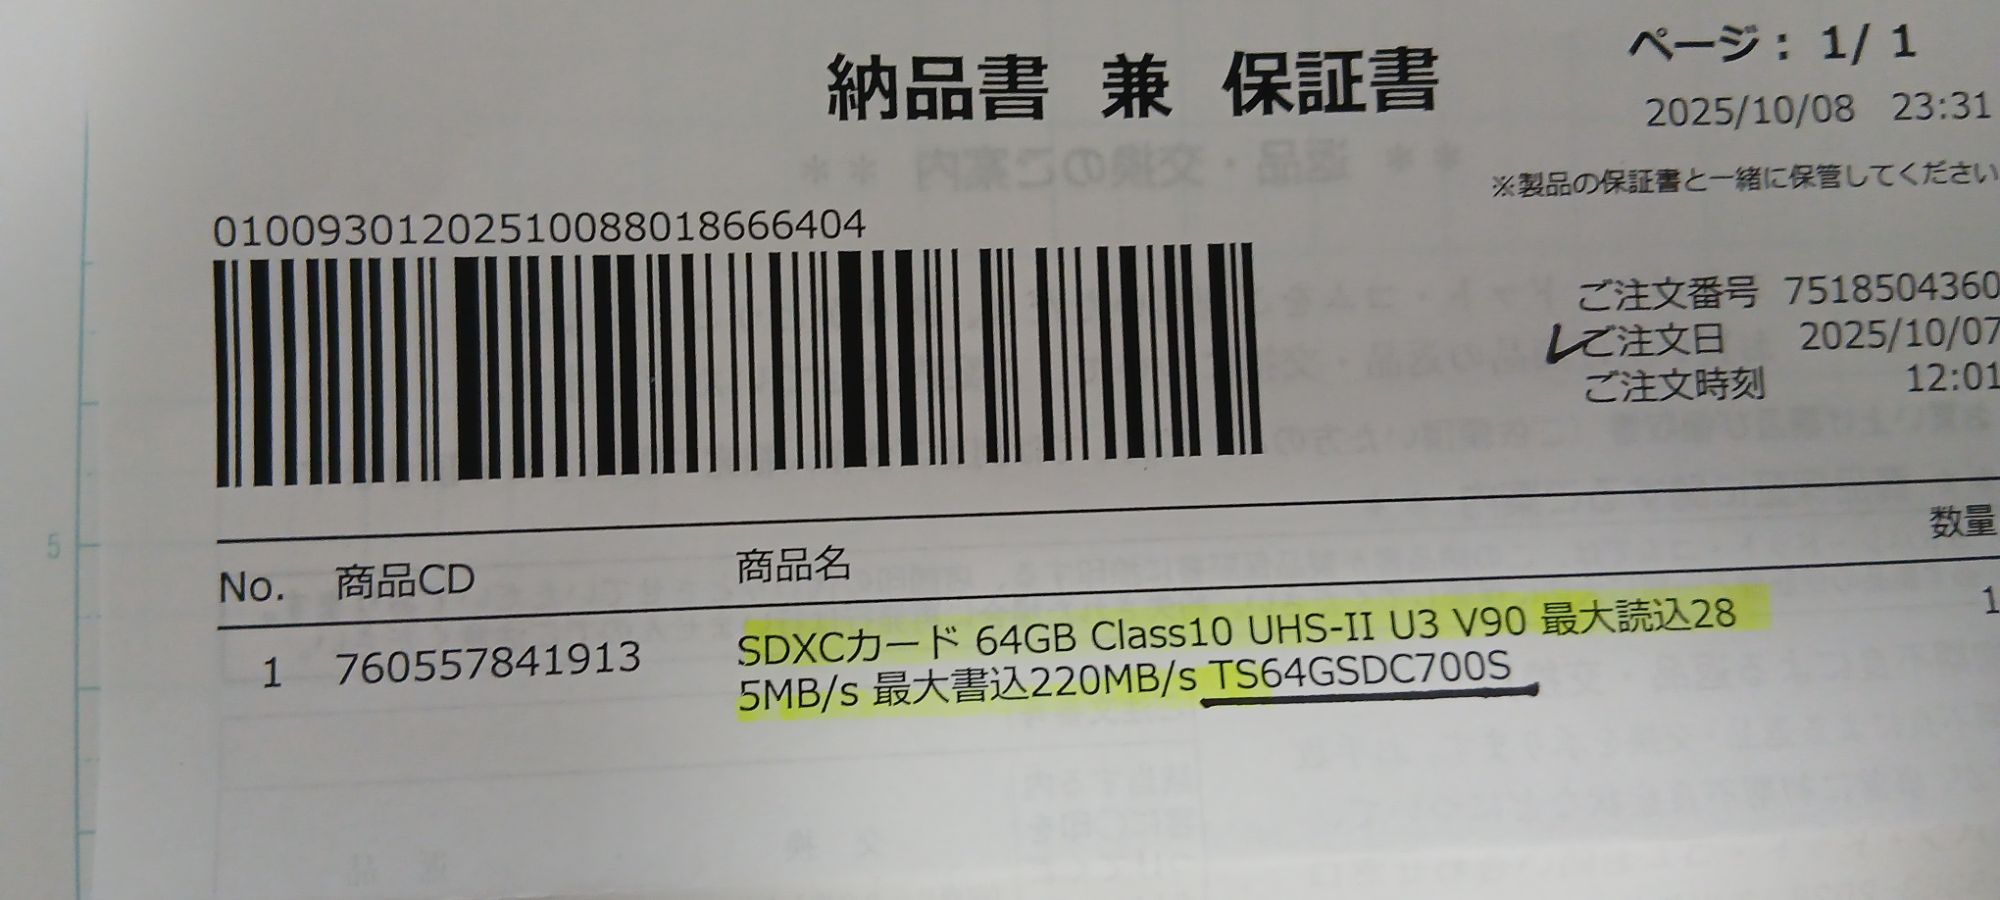 ページ： 1/ 1
納品書 兼 保証書
2025/10/08 23:31
※製品の保証書と一緒に保管してください
01009301202510088018666404
ご注文番号 7518504360
ご注文日 2025/10/07
ご注文時刻 12:01
数量
No. 商品CD 商品名
1 760557841913 SDXCカード 64GB Class10 UHS-II U3 V90 最大読込28 1
5MB/s 最大書込220MB/s TS64GSDC700S
5